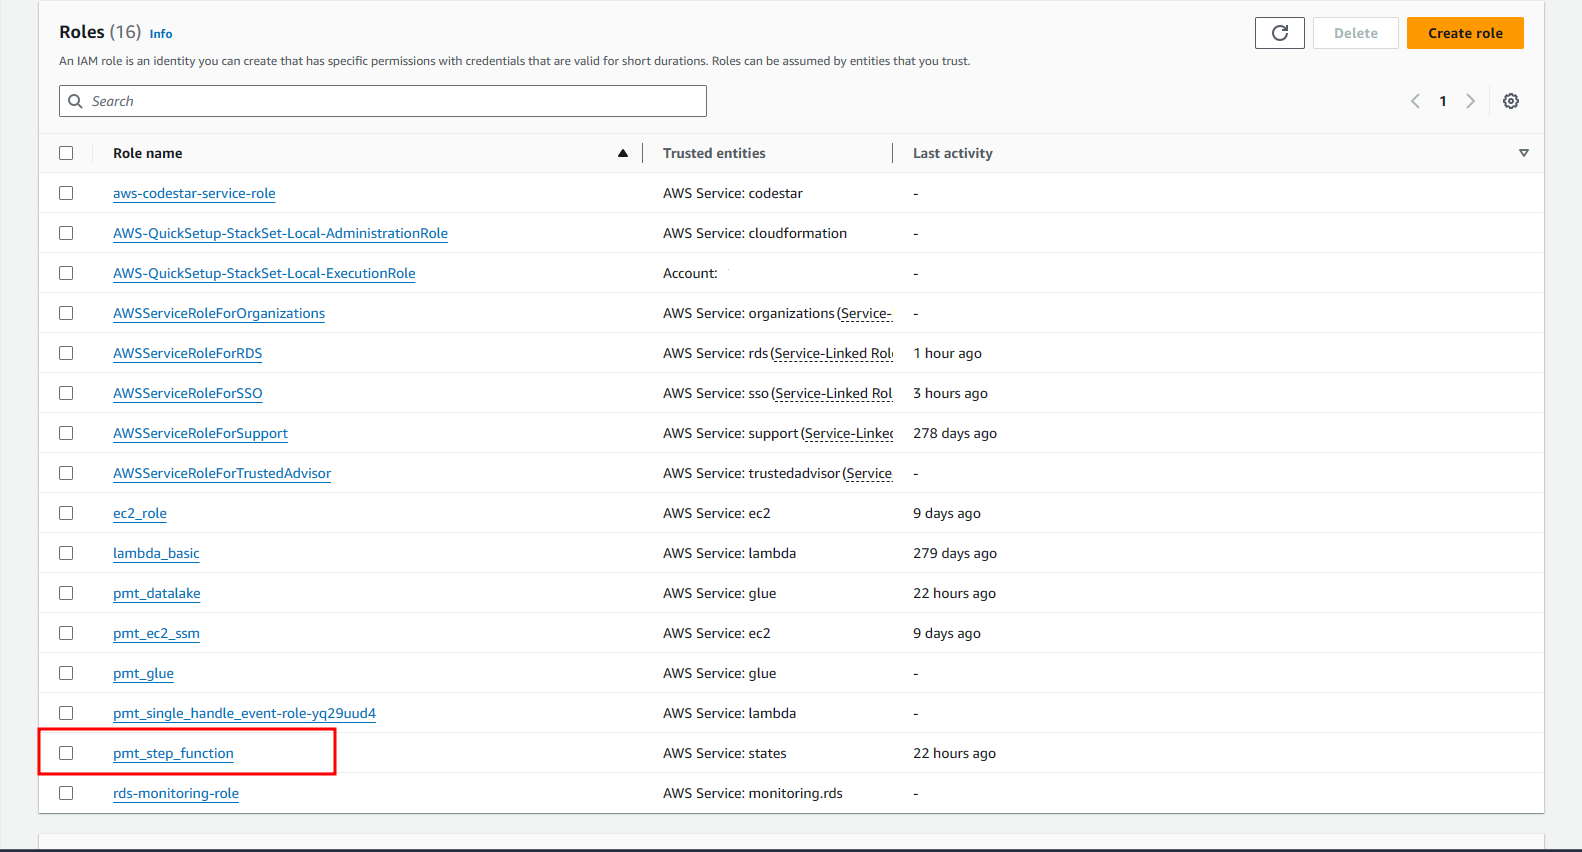 Roles (16) Info
Delete
Create role
An IAM role is an identity you can create that has specific permissions with credentials that are valid for short durations. Roles can be assumed by entities that you trust.
Search
1
Role name Trusted entities Last activity
aws-codestar-service-role AWS Service: codestar -
AWS-QuickSetup-StackSet-Local-AdministrationRole AWS Service: cloudformation -
AWS-QuickSetup-StackSet-Local-ExecutionRole Account: -
AWSServiceRoleForOrganizations AWS Service: organizations (Service- -
AWSServiceRoleForRDS AWS Service: rds (Service-Linked Role 1 hour ago
AWSServiceRoleForSSO AWS Service: sso (Service-Linked Rol 3 hours ago
AWSServiceRoleForSupport AWS Service: support (Service-Linked 278 days ago
AWSServiceRoleForTrustedAdvisor AWS Service: trustedadvisor (Service -
ec2_role AWS Service: ec2 9 days ago
lambda_basic AWS Service: lambda 279 days ago
pmt_datalake AWS Service: glue 22 hours ago
pmt_ec2_ssm AWS Service: ec2 9 days ago
pmt_glue AWS Service: glue -
pmt_single_handle_event-role-yq29uud4 AWS Service: lambda -
pmt_step_function AWS Service: states 22 hours ago
rds-monitoring-role AWS Service: monitoring.rds -